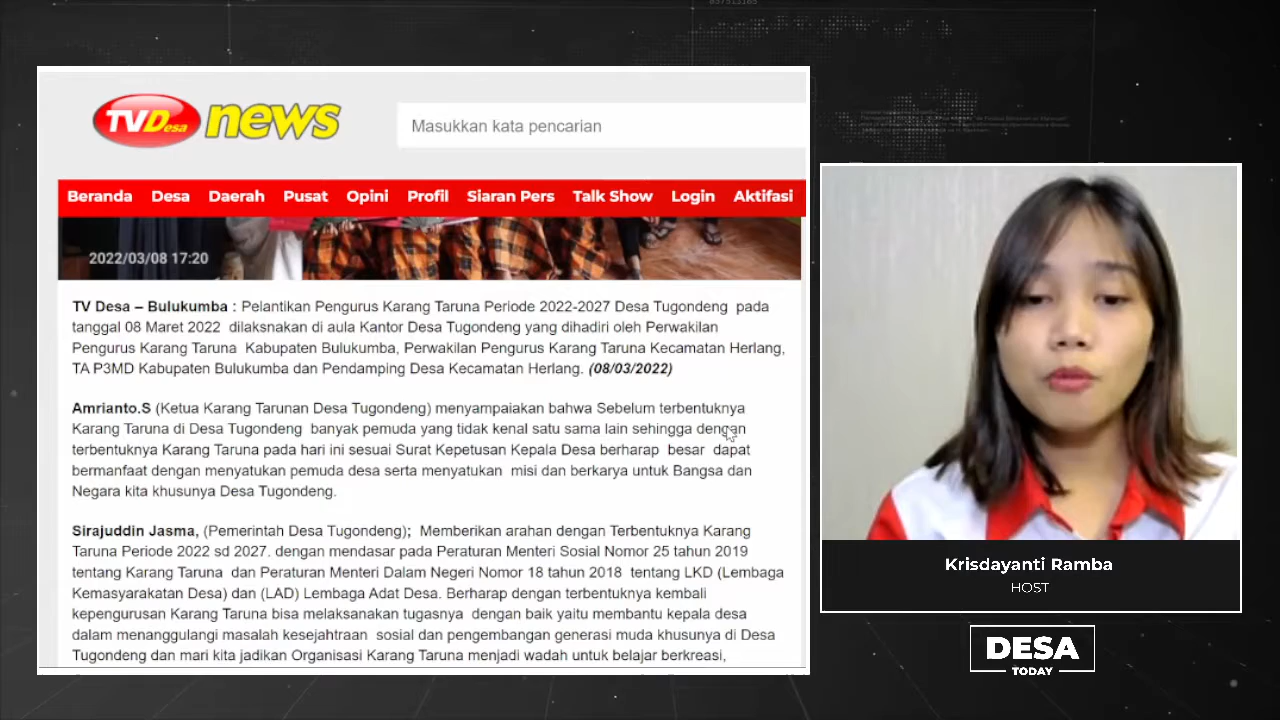 TVDesa news
Masukkan kata pencarian
Beranda Desa Daerah Pusat Opini Profil Siaran Pers Talk Show Login Aktifasi
2022/03/08 17:20
TV Desa – Bulukumba : Pelantikan Pengurus Karang Taruna Periode 2022-2027 Desa Tugondeng pada
tanggal 08 Maret 2022 dilaksnakan di aula Kantor Desa Tugondeng yang dihadiri oleh Perwakilan
Pengurus Karang Taruna Kabupaten Bulukumba, Perwakilan Pengurus Karang Taruna Kecamatan Herlang,
TA P3MD Kabupaten Bulukumba dan Pendamping Desa Kecamatan Herlang. (08/03/2022)
Amrianto.S (Ketua Karang Tarunan Desa Tugondeng) menyampaiakan bahwa Sebelum terbentuknya
Karang Taruna di Desa Tugondeng banyak pemuda yang tidak kenal satu sama lain sehingga dengan
terbentuknya Karang Taruna pada hari ini sesuai Surat Kepetusan Kepala Desa berharap besar dapat
bermanfaat dengan menyatukan pemuda desa serta menyatukan misi dan berkarya untuk Bangsa dan
Negara kita khusunya Desa Tugondeng.
Sirajuddin Jasma, (Pemerintah Desa Tugondeng); Memberikan arahan dengan Terbentuknya Karang
Taruna Periode 2022 sd 2027. dengan mendasar pada Peraturan Menteri Sosial Nomor 25 tahun 2019
tentang Karang Taruna dan Peraturan Menteri Dalam Negeri Nomor 18 tahun 2018 tentang LKD (Lembaga
Kemasyarakatan Desa) dan (LAD) Lembaga Adat Desa. Berharap dengan terbentuknya kembali
kepengurusan Karang Taruna bisa melaksanakan tugasnya dengan baik yaitu membantu kepala desa
dalam menanggulangi masalah kesejahtraan sosial dan pengembangan generasi muda khusunya di Desa
Tugondeng dan mari kita jadikan Organisasi Karang Taruna menjadi wadah untuk belajar berkreasi,
Krisdayanti Ramba
HOST
DESA
TODAY